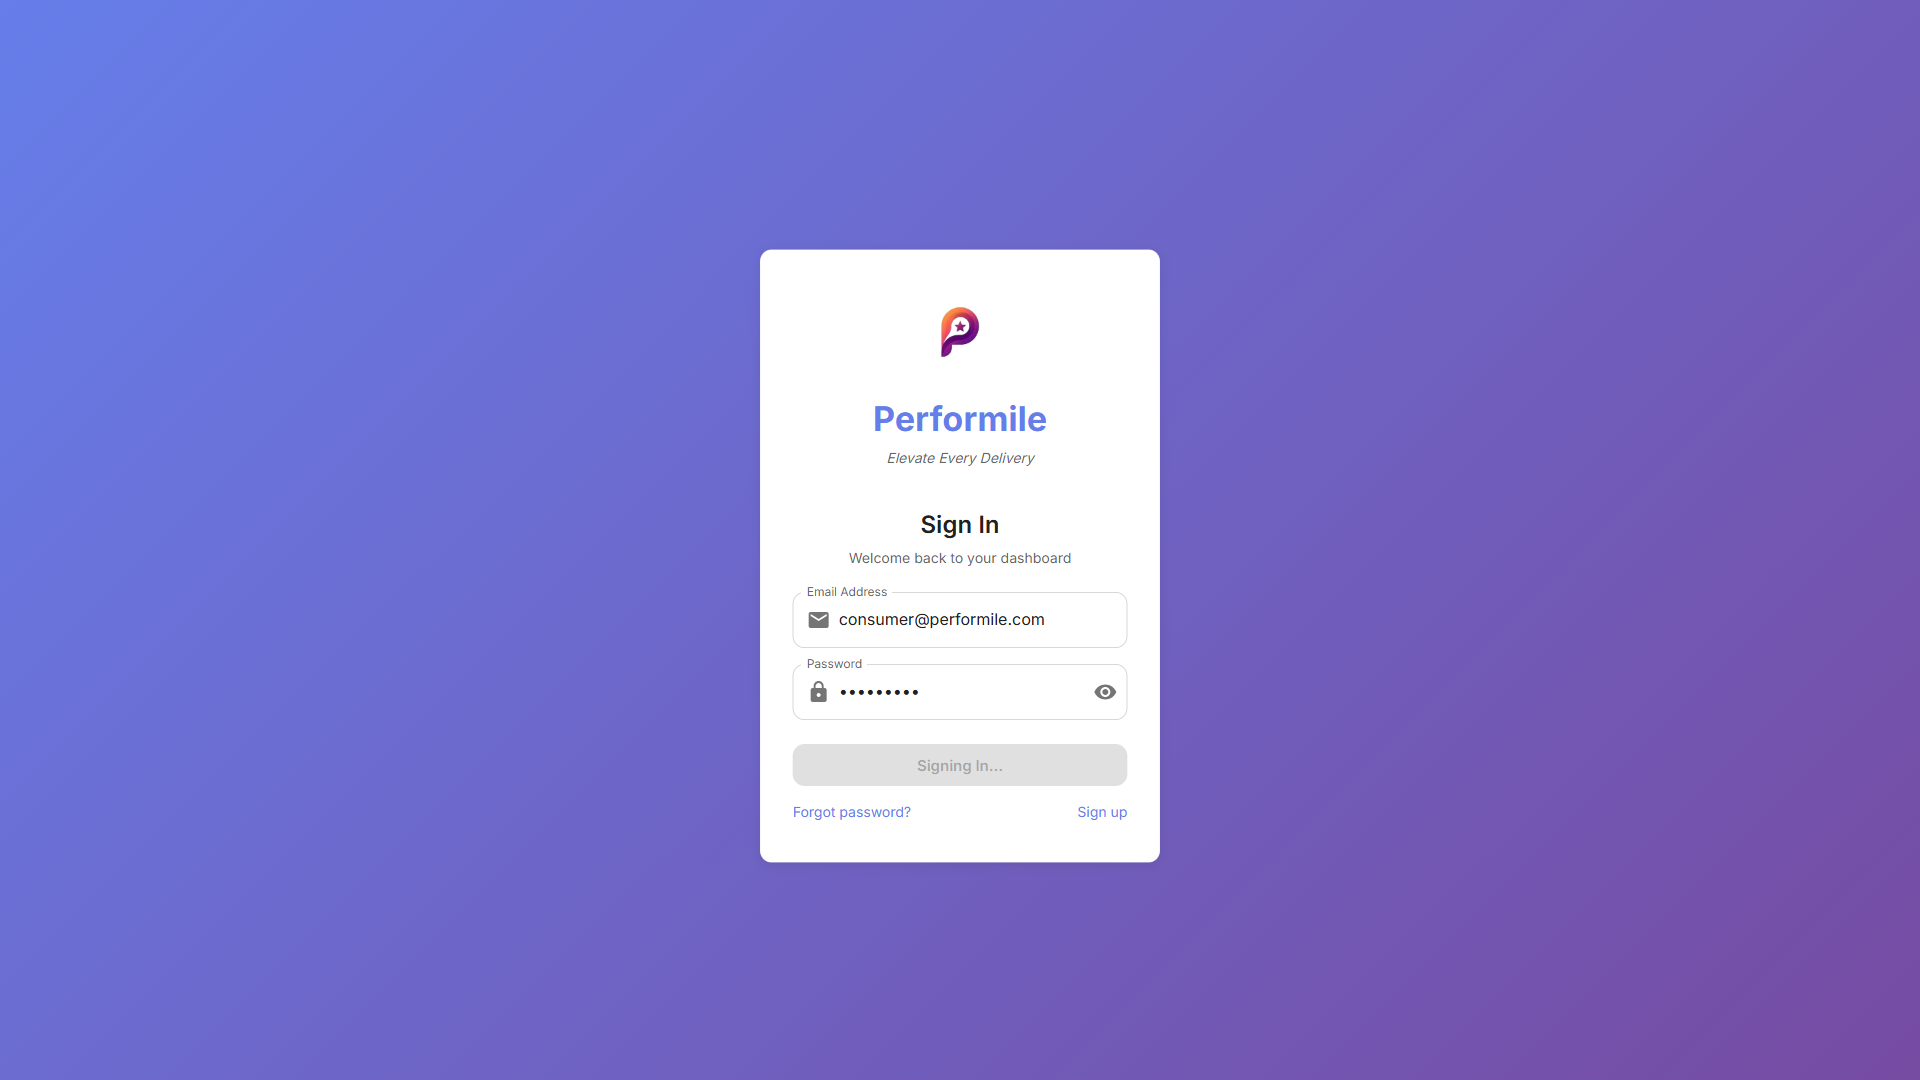 Performile
Elevate Every Delivery
Sign In
Welcome back to your dashboard
Email Address
consumer@performile.com
Password
•••••••••
Signing In...
Forgot password?
Sign up